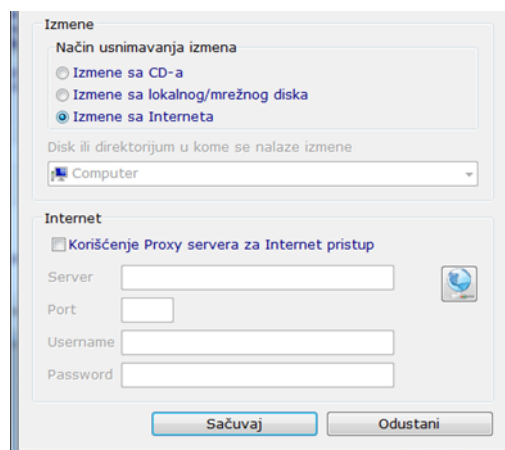 Izmene
Način usnimavanja izmena
Izmene sa CD-a
Izmene sa lokalnog/mrežnog diska
Izmene sa Interneta
Disk ili direktorijum u kome se nalaze izmene
Computer
Internet
Korišćenje Proxy servera za Internet pristup
Server
Port
Username
Password
Sačuvaj Odustani